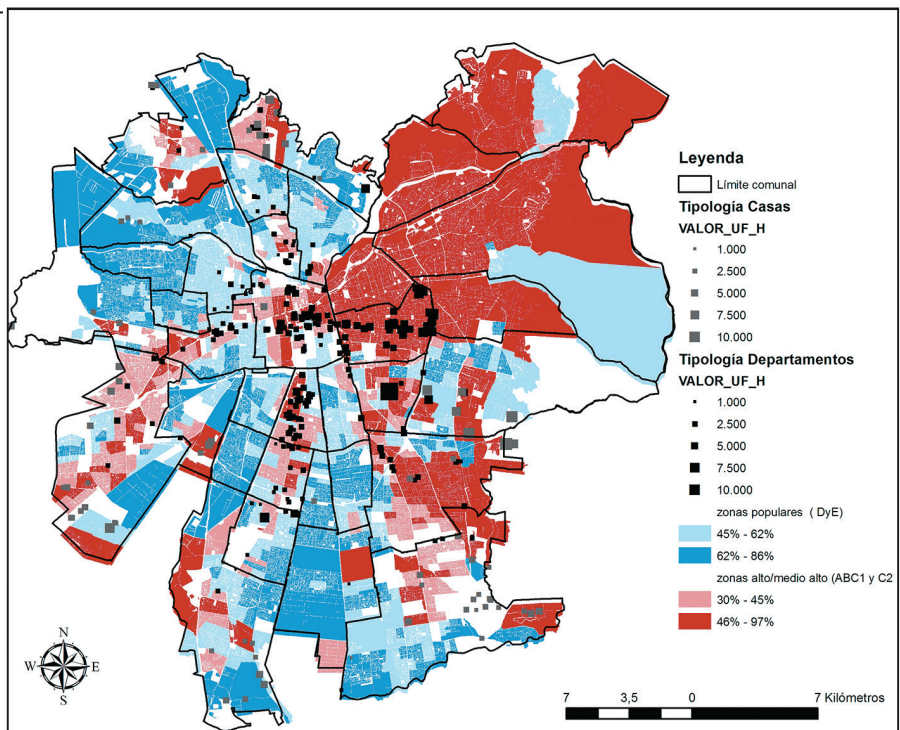 Leyenda
Límite comunal
Tipología Casas
VALOR_UF_H
1.000
2.500
5.000
7.500
10.000
Tipología Departamentos
VALOR_UF_H
1.000
2.500
5.000
7.500
10.000
zonas populares ( DyE)
45% - 62%
62% - 86%
zonas alto/medio alto (ABC1 y C2
30% - 45%
46% - 97%
N
W E
S
7 3,5 0 7 Kilómetros